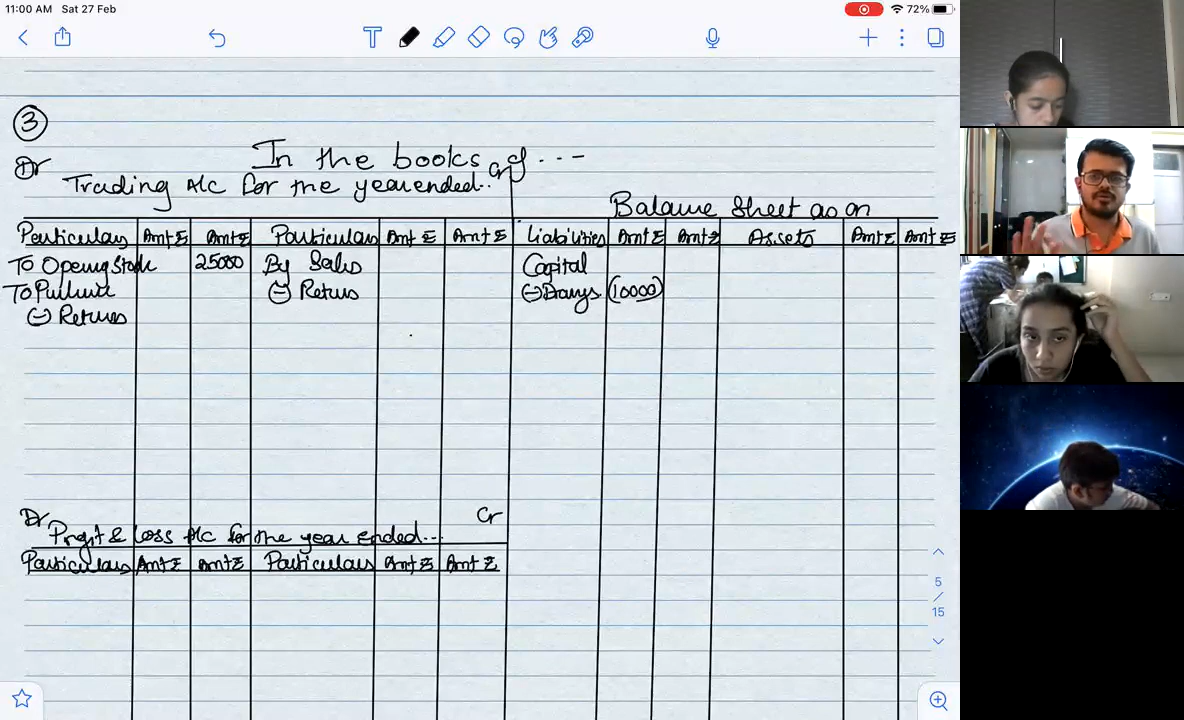 11:00 AM Sat 27 Feb
72%
3
In the books of ---
Dr Cr
Trading A/c for the year ended..
Balance Sheet as on
Particulars Amt ₹ Amt ₹ Particulars Amt ₹ Amt ₹ Liabilities Amt ₹ Amt ₹ Assets Amt ₹ Amt ₹
To Opening Stock 25000 By Sales Capital
To Purchase (-) Returns (-) Drawings (10000)
(-) Returns
Dr Cr
Profit & Loss A/c for the year ended...
Particulars Amt ₹ Amt ₹ Particulars Amt ₹ Amt ₹
5
/
15